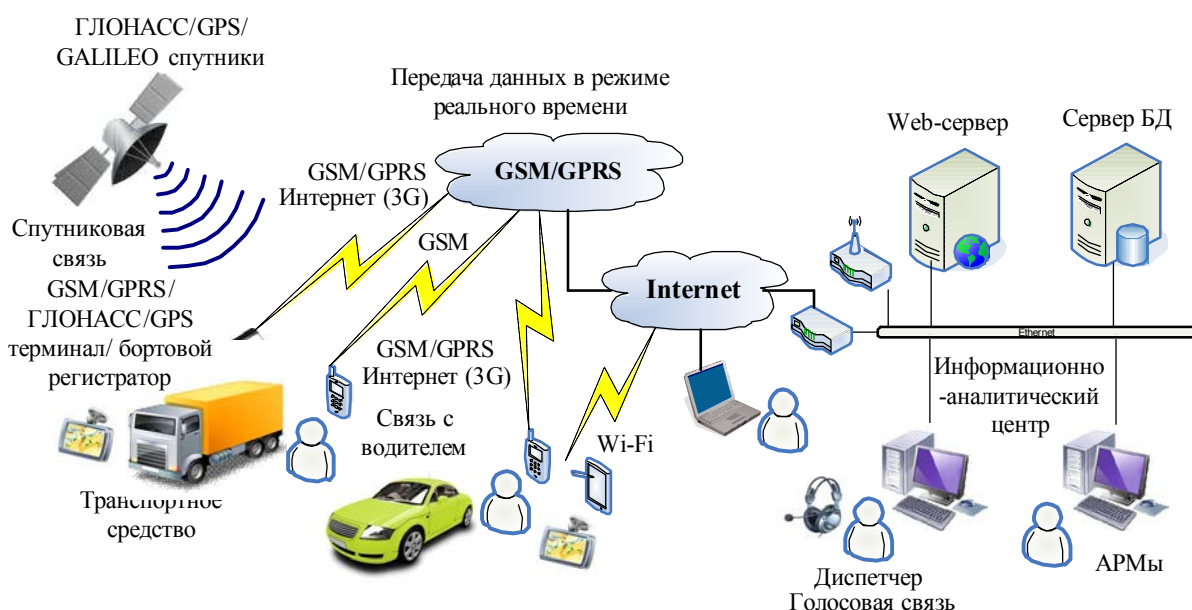 ГЛОНАСС/GPS/
GALILEO спутники
Передача данных в режиме
реального времени
Web-сервер
Сервер БД
GSM/GPRS
Интернет (3G)
GSM/GPRS
Спутниковая
связь
GSM
GSM/GPRS/
ГЛОНАСС/GPS
терминал/ бортовой
регистратор
Internet
Ethernet
GSM/GPRS
Интернет (3G)
Информационно
-аналитический
центр
Связь с
водителем
Wi-Fi
Транспортное
средство
Диспетчер
Голосовая связь
АРМы